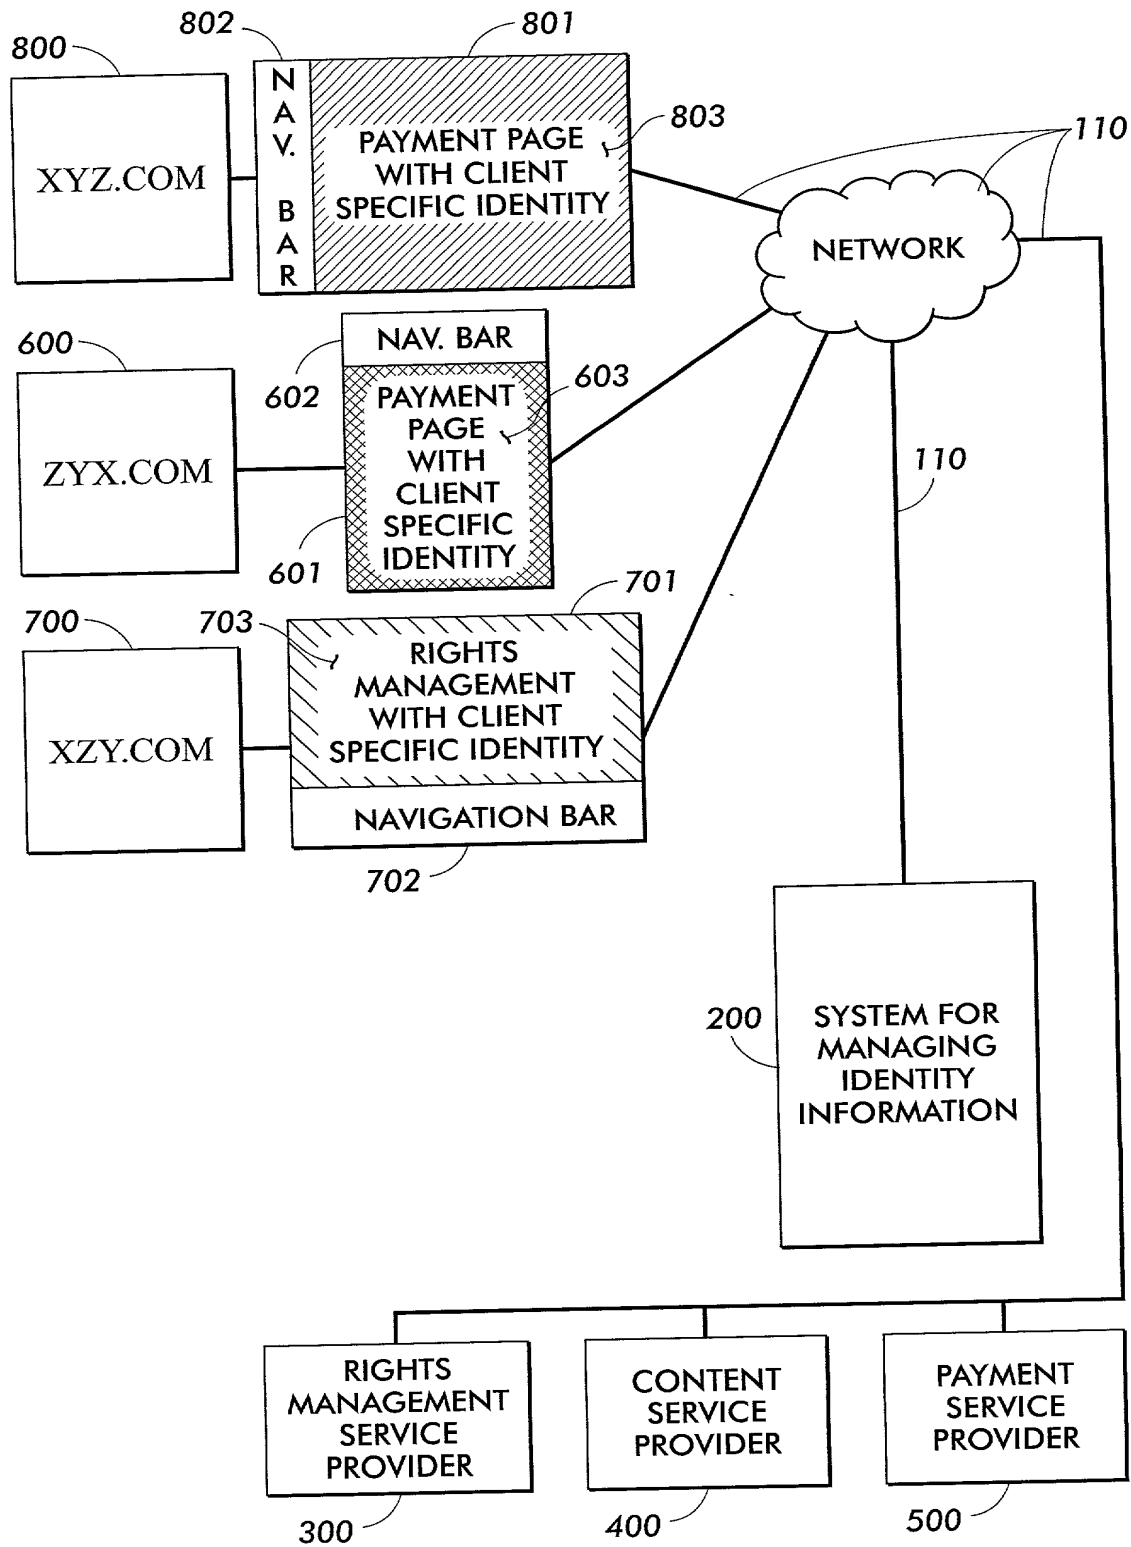 800
802
801
XYZ.COM
NAV. BAR
PAYMENT PAGE
WITH CLIENT
SPECIFIC IDENTITY
803
110
NETWORK
600
ZYX.COM
602
NAV. BAR
PAYMENT
PAGE
WITH
CLIENT
SPECIFIC
IDENTITY
603
601
110
700
703
701
XZY.COM
RIGHTS
MANAGEMENT
WITH CLIENT
SPECIFIC IDENTITY
NAVIGATION BAR
702
200
SYSTEM FOR
MANAGING
IDENTITY
INFORMATION
RIGHTS
MANAGEMENT
SERVICE
PROVIDER
300
CONTENT
SERVICE
PROVIDER
400
PAYMENT
SERVICE
PROVIDER
500